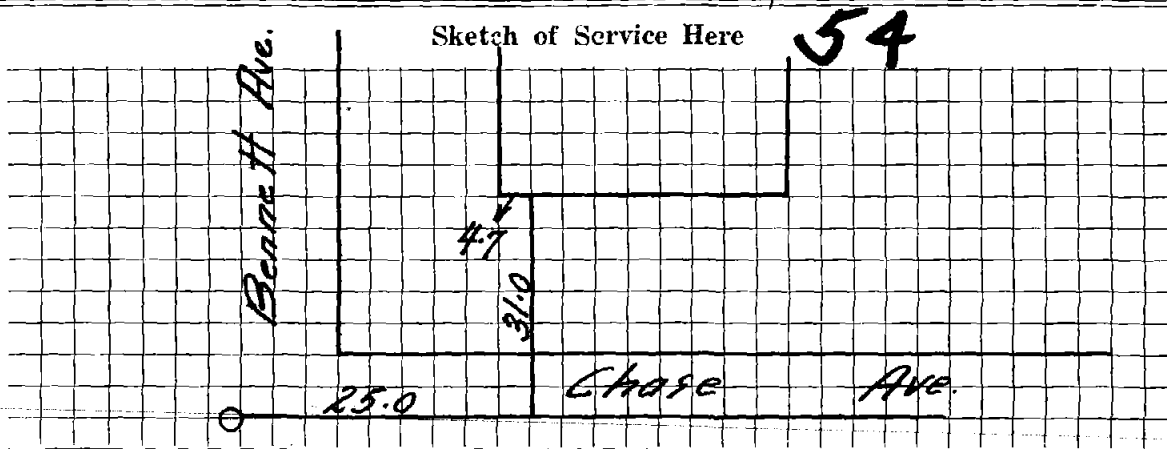 Sketch of Service Here
54
Bennett Ave.
4.7
31.0
25.0
Chase Ave.